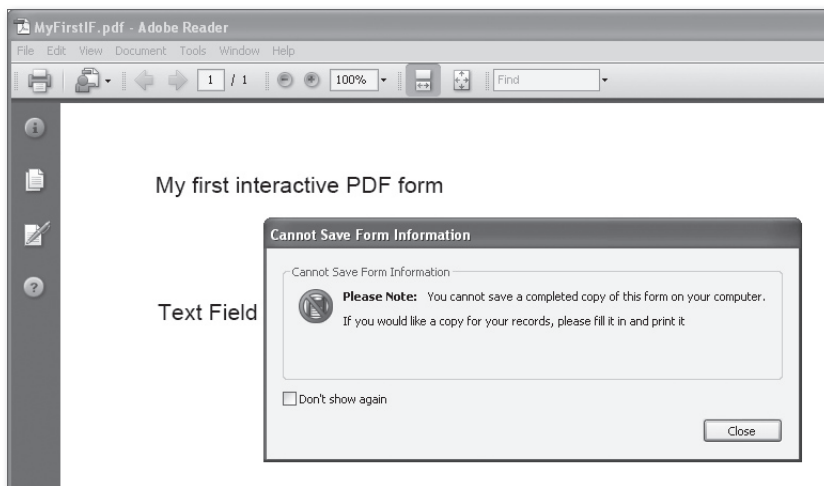 MyFirstIF.pdf - Adobe Reader
File Edit View Document Tools Window Help
1 / 1 100% Find
My first interactive PDF form
Cannot Save Form Information
Cannot Save Form Information
Please Note: You cannot save a completed copy of this form on your computer.
If you would like a copy for your records, please fill it in and print it
Text Field
Don't show again
Close